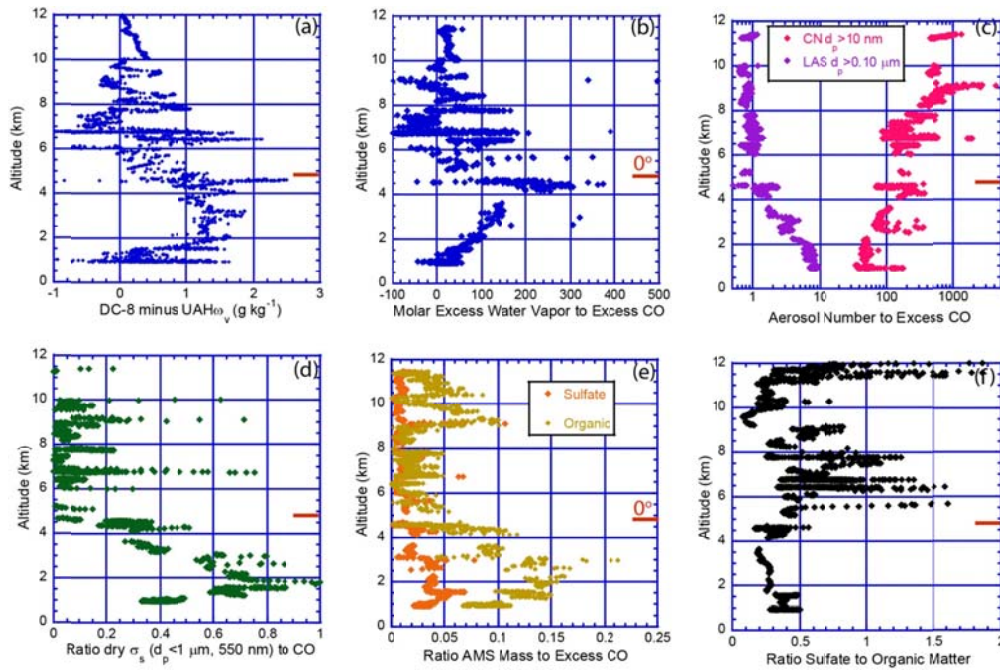 (a)
12
10
8
6
4
2
0
Altitude (km)
-1 0 1 2 3
DC-8 minus UAHωv (g kg-1)
(b)
12
10
8
6
4
2
0
Altitude (km)
0°
-100 0 100 200 300 400 500
Molar Excess Water Vapor to Excess CO
(c)
CN dp>10 nm
LAS dp>0.10 μm
12
10
8
6
4
2
0
Altitude (km)
1 10 100 1000
Aerosol Number to Excess CO
(d)
12
10
8
6
4
2
0
Altitude (km)
0 0.2 0.4 0.6 0.8 1
Ratio dry σs (dp<1 μm, 550 nm) to CO
(e)
Sulfate
Organic
12
10
8
6
4
2
0
Altitude (km)
0°
0 0.05 0.1 0.15 0.2 0.25
Ratio AMS Mass to Excess CO
(f)
12
10
8
6
4
2
0
Altitude (km)
0 0.5 1 1.5 2
Ratio Sulfate to Organic Matter